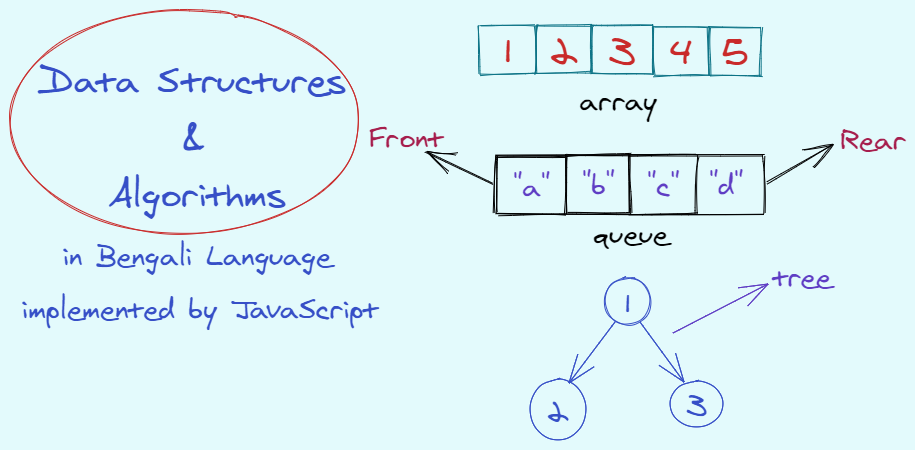 Data Structures
&
Algorithms
in Bengali Language
implemented by JavaScript
1 2 3 4 5
array
Front
Rear
"a" "b" "c" "d"
queue
tree
1
2 3